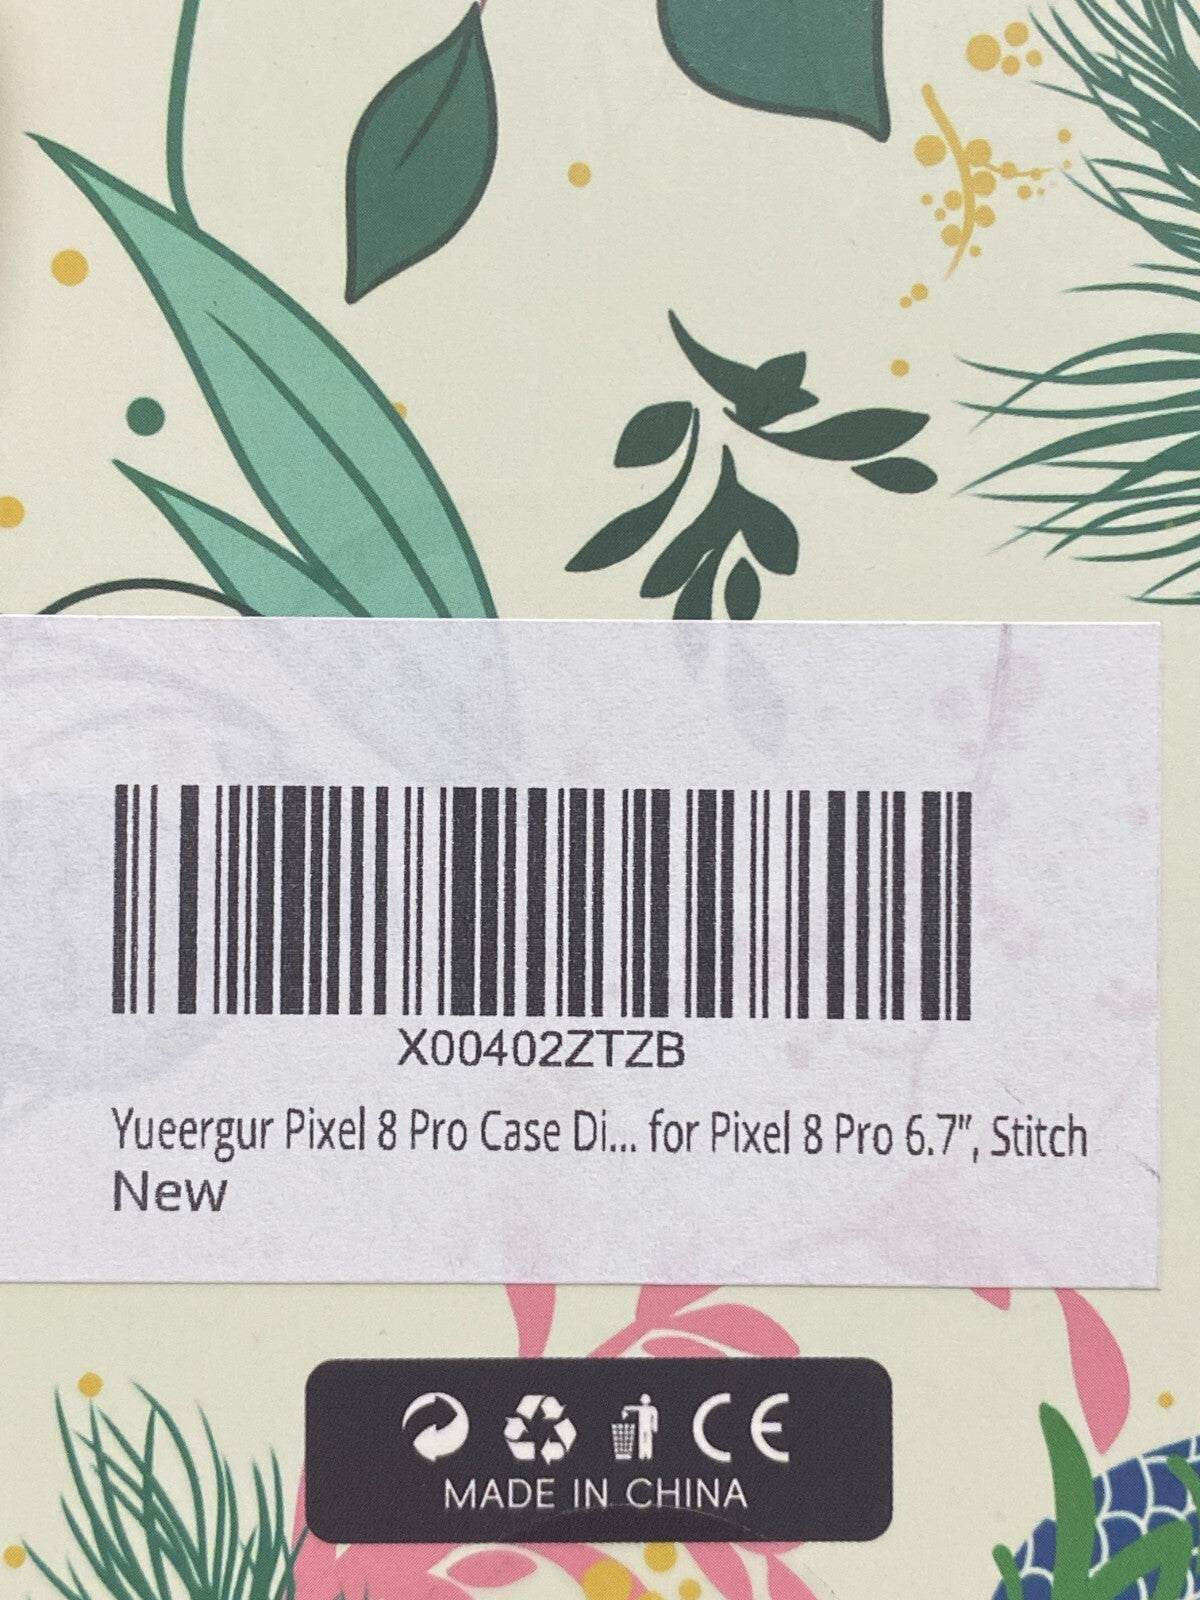 X00402ZTZB
Yueergur Pixel 8 Pro Case Di... for Pixel 8 Pro 6.7”, Stitch
New
CE
MADE IN CHINA